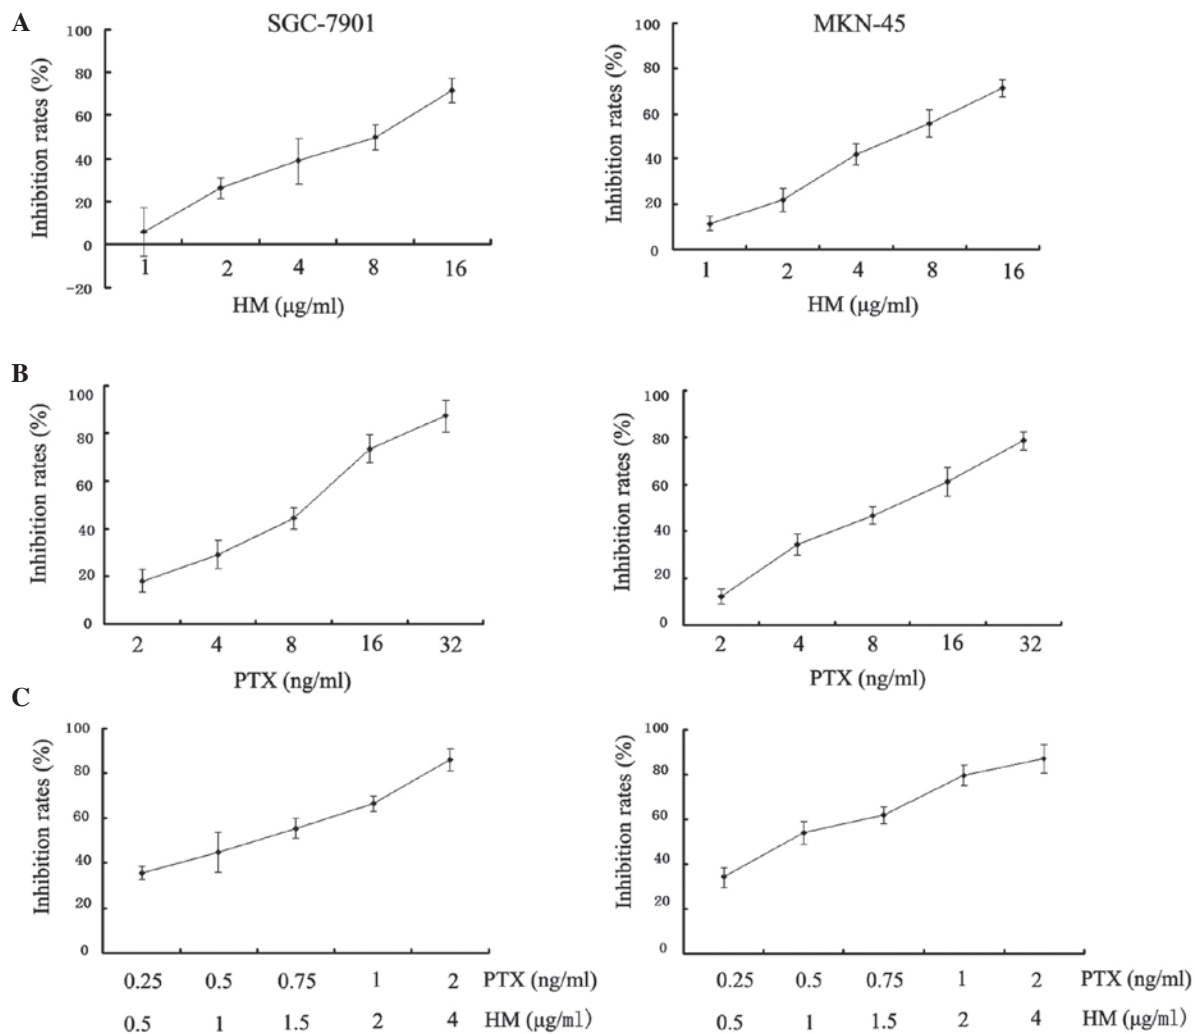 A
SGC-7901
MKN-45
Inhibition rates (%)
100
80
60
40
20
0
−20
1 2 4 8 16
HM (μg/ml)
Inhibition rates (%)
100
80
60
40
20
0
1 2 4 8 16
HM (μg/ml)
B
Inhibition rates (%)
100
80
60
40
20
0
2 4 8 16 32
PTX (ng/ml)
Inhibition rates (%)
100
80
60
40
20
0
2 4 8 16 32
PTX (ng/ml)
C
Inhibition rates (%)
100
80
60
40
20
0
0.25 0.5 0.75 1 2 PTX (ng/ml)
0.5 1 1.5 2 4 HM (μg/ml)
Inhibition rates (%)
100
80
60
40
20
0
0.25 0.5 0.75 1 2 PTX (ng/ml)
0.5 1 1.5 2 4 HM (μg/ml)